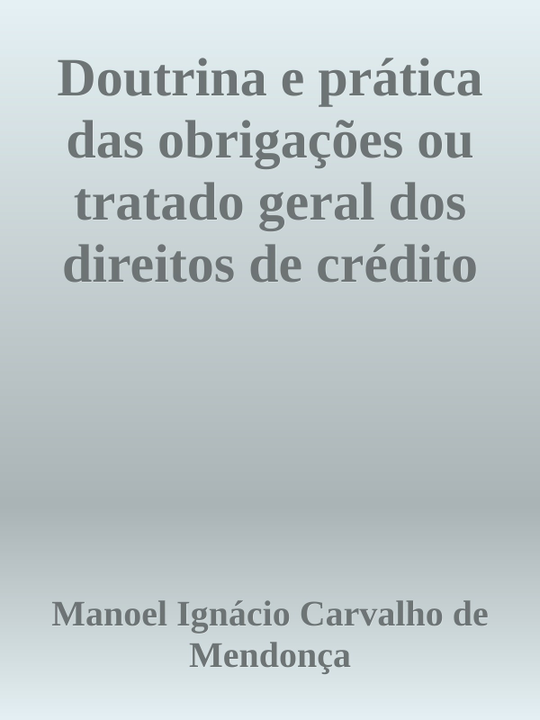 Doutrina e prática
das obrigações ou
tratado geral dos
direitos de crédito
Manoel Ignácio Carvalho de
Mendonça